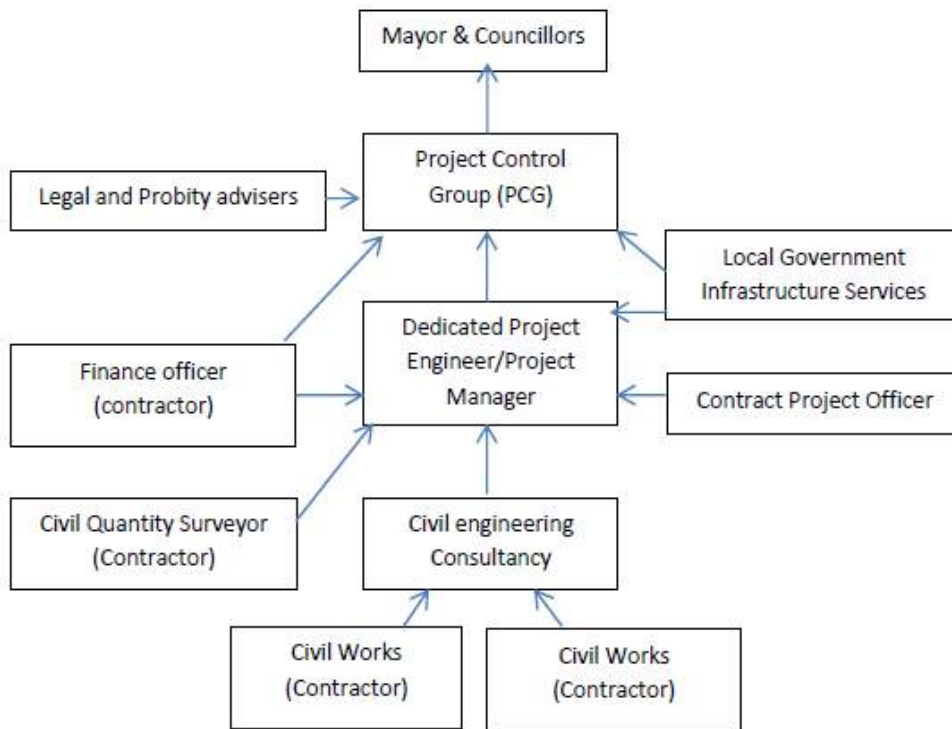 Mayor & Councillors
Project Control
Group (PCG)
Legal and Probity advisers
Local Government
Infrastructure Services
Dedicated Project
Engineer/Project
Manager
Finance officer
(contractor)
Contract Project Officer
Civil Quantity Surveyor
(Contractor)
Civil engineering
Consultancy
Civil Works
(Contractor)
Civil Works
(Contractor)